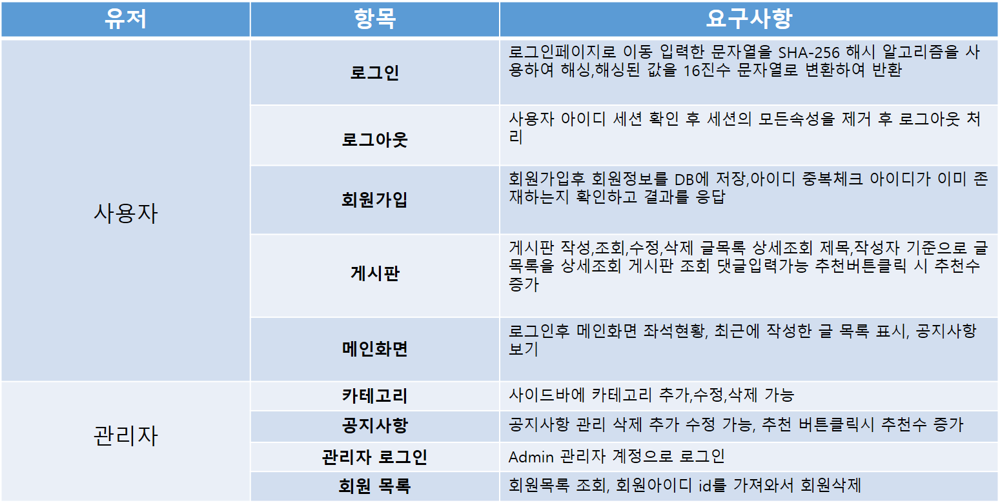 유저
항목
요구사항
사용자
로그인
로그인페이지로 이동 입력한 문자열을 SHA-256 해시 알고리즘을 사
용하여 해싱,해싱된 값을 16진수 문자열로 변환하여 반환
로그아웃
사용자 아이디 세션 확인 후 세션의 모든속성을 제거 후 로그아웃 처
리
회원가입
회원가입후 회원정보를 DB에 저장,아이디 중복체크 아이디가 이미 존
재하는지 확인하고 결과를 응답
게시판
게시판 작성,조회,수정,삭제 글목록 상세조회 제목,작성자 기준으로 글
목록을 상세조회 게시판 조회 댓글입력가능 추천버튼클릭 시 추천수
증가
메인화면
로그인후 메인화면 좌석현황, 최근에 작성한 글 목록 표시, 공지사항
보기
관리자
카테고리
사이드바에 카테고리 추가,수정,삭제 가능
공지사항
공지사항 관리 삭제 추가 수정 가능, 추천 버튼클릭시 추천수 증가
관리자 로그인
Admin 관리자 계정으로 로그인
회원 목록
회원목록 조회, 회원아이디 id를 가져와서 회원삭제